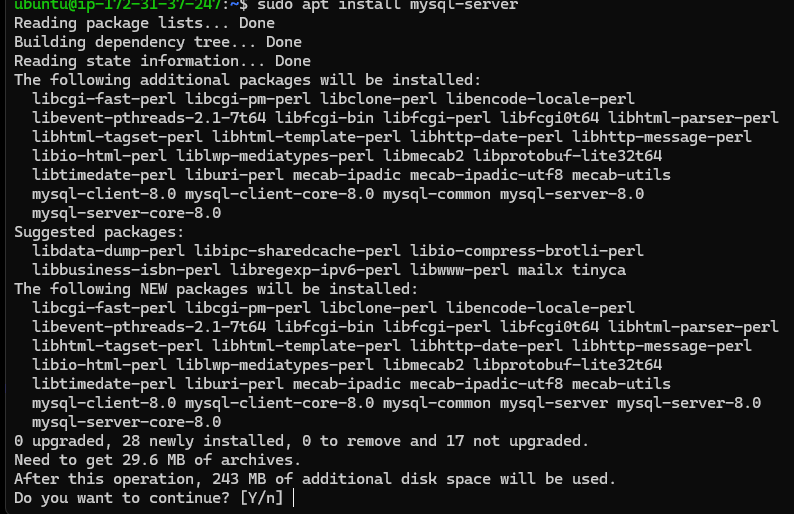 ubuntu@ip-172-31-37-247:~$ sudo apt install mysql-server
Reading package lists... Done
Building dependency tree... Done
Reading state information... Done
The following additional packages will be installed:
  libcgi-fast-perl libcgi-pm-perl libclone-perl libencode-locale-perl
  libevent-pthreads-2.1-7t64 libfcgi-bin libfcgi-perl libfcgi0t64 libhtml-parser-perl
  libhtml-tagset-perl libhtml-template-perl libhttp-date-perl libhttp-message-perl
  libio-html-perl liblwp-mediatypes-perl libmecab2 libprotobuf-lite32t64
  libtimedate-perl liburi-perl mecab-ipadic mecab-ipadic-utf8 mecab-utils
  mysql-client-8.0 mysql-client-core-8.0 mysql-common mysql-server-8.0
  mysql-server-core-8.0
Suggested packages:
  libdata-dump-perl libipc-sharedcache-perl libio-compress-brotli-perl
  libbusiness-isbn-perl libregexp-ipv6-perl libwww-perl mailx tinyca
The following NEW packages will be installed:
  libcgi-fast-perl libcgi-pm-perl libclone-perl libencode-locale-perl
  libevent-pthreads-2.1-7t64 libfcgi-bin libfcgi-perl libfcgi0t64 libhtml-parser-perl
  libhtml-tagset-perl libhtml-template-perl libhttp-date-perl libhttp-message-perl
  libio-html-perl liblwp-mediatypes-perl libmecab2 libprotobuf-lite32t64
  libtimedate-perl liburi-perl mecab-ipadic mecab-ipadic-utf8 mecab-utils
  mysql-client-8.0 mysql-client-core-8.0 mysql-common mysql-server mysql-server-8.0
  mysql-server-core-8.0
0 upgraded, 28 newly installed, 0 to remove and 17 not upgraded.
Need to get 29.6 MB of archives.
After this operation, 243 MB of additional disk space will be used.
Do you want to continue? [Y/n]